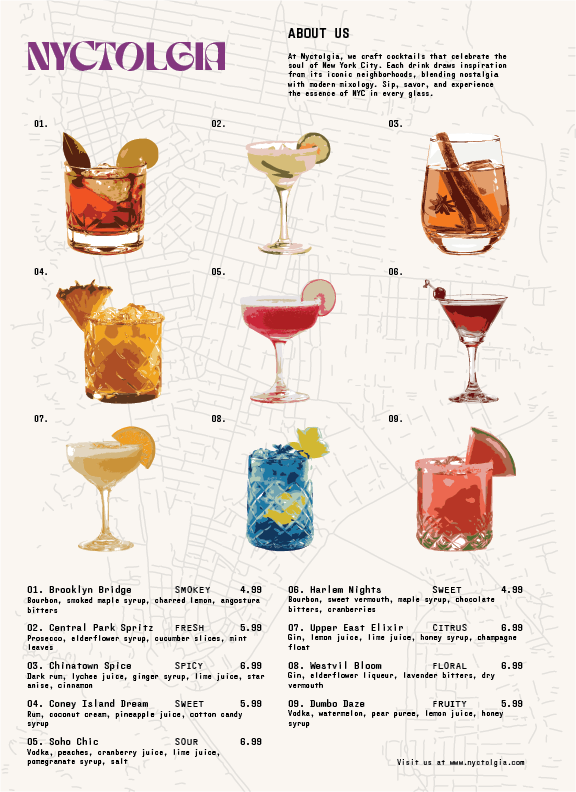 NYCTOLGIA
ABOUT US
At Nyctolgia, we craft cocktails that celebrate the
soul of New York City. Each drink draws inspiration
from its iconic neighborhoods, blending nostalgia
with modern mixology. Sip, savor, and experience
the essence of NYC in every glass.
01.
02.
03.
04.
05.
06.
07.
08.
09.
01. Brooklyn Bridge SMOKEY 4.99
Bourbon, smoked maple syrup, charred lemon, angostura
bitters
02. Central Park Spritz FRESH 5.99
Prosecco, elderflower syrup, cucumber slices, mint
leaves
03. Chinatown Spice SPICY 6.99
Dark rum, lychee juice, ginger syrup, lime juice, star
anise, cinnamon
04. Coney Island Dream SWEET 5.99
Rum, coconut cream, pineapple juice, cotton candy
syrup
05. Soho Chic SOUR 6.99
Vodka, peaches, cranberry juice, lime juice,
pomegranate syrup, salt
06. Harlem Nights SWEET 4.99
Bourbon, sweet vermouth, maple syrup, chocolate
bitters, cranberries
07. Upper East Elixir CITRUS 6.99
Gin, lemon juice, lime juice, honey syrup, champagne
float
08. Westvil Bloom FLORAL 6.99
Gin, elderflower liqueur, lavender bitters, dry
vermouth
09. Dumbo Daze FRUITY 5.99
Vodka, watermelon, pear puree, lemon juice, honey
syrup
Visit us at www.nyctolgia.com